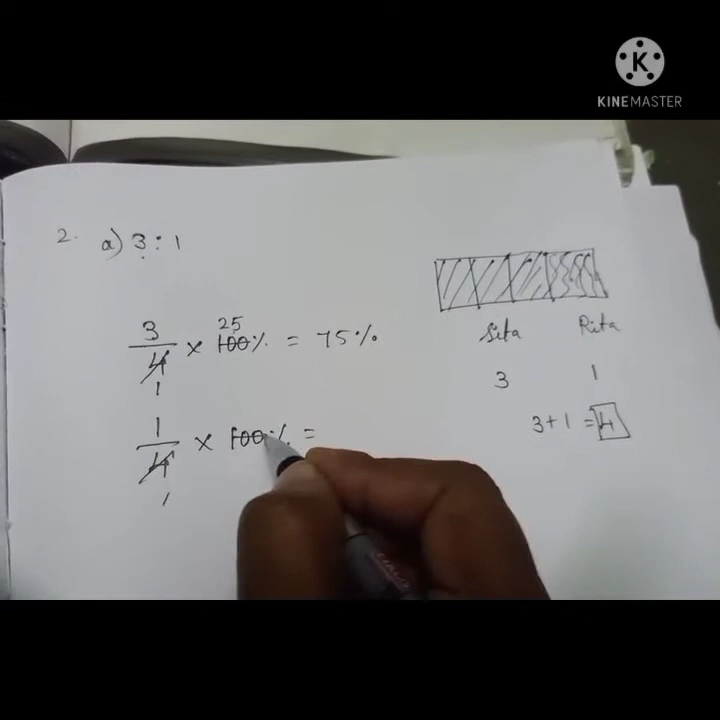 K
KINEMASTER
2. a) 3 : 1
3/4 × 100% = 75%
25
1
1/4 × 100% =
1
Sita Rita
3 1
3+1 = 4